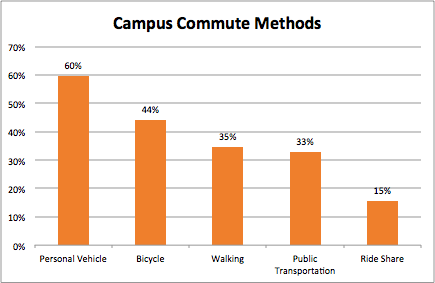 Campus Commute Methods
70%
60%
50%
40%
30%
20%
10%
0%
60%
44%
35%
33%
15%
Personal Vehicle
Bicycle
Walking
Public
Transportation
Ride Share